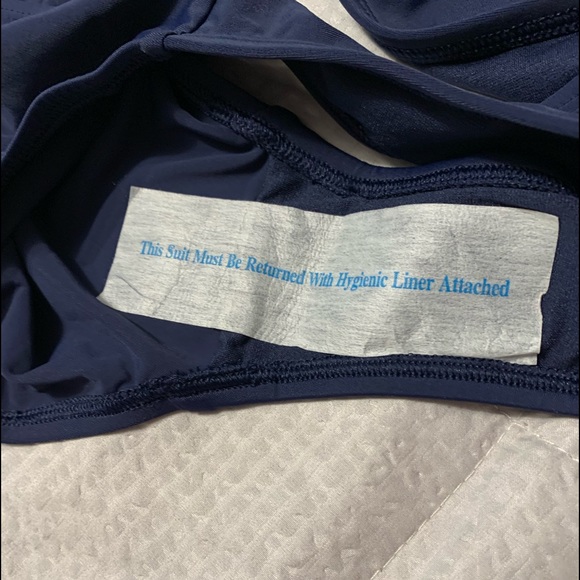 This Suit Must Be Returned With Hygienic Liner Attached